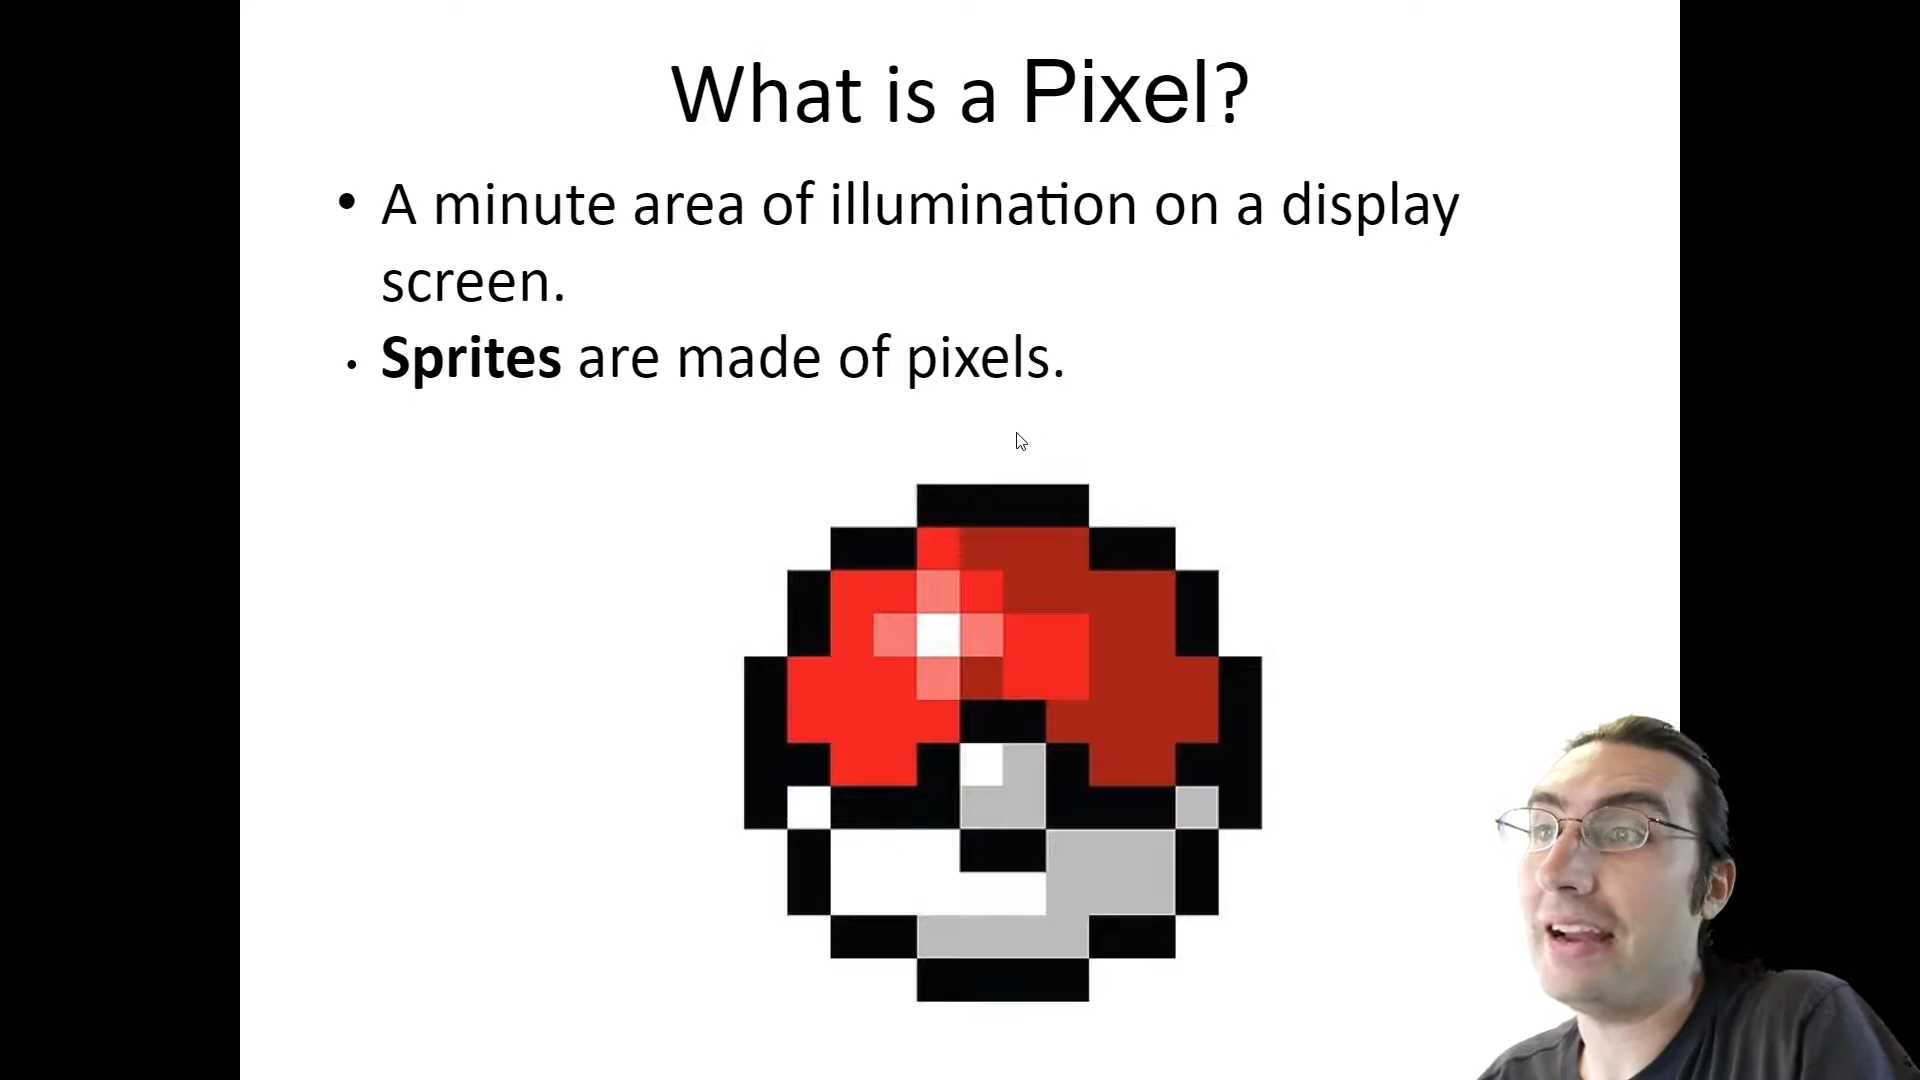 What is a Pixel?
• A minute area of illumination on a display
screen.
• Sprites are made of pixels.